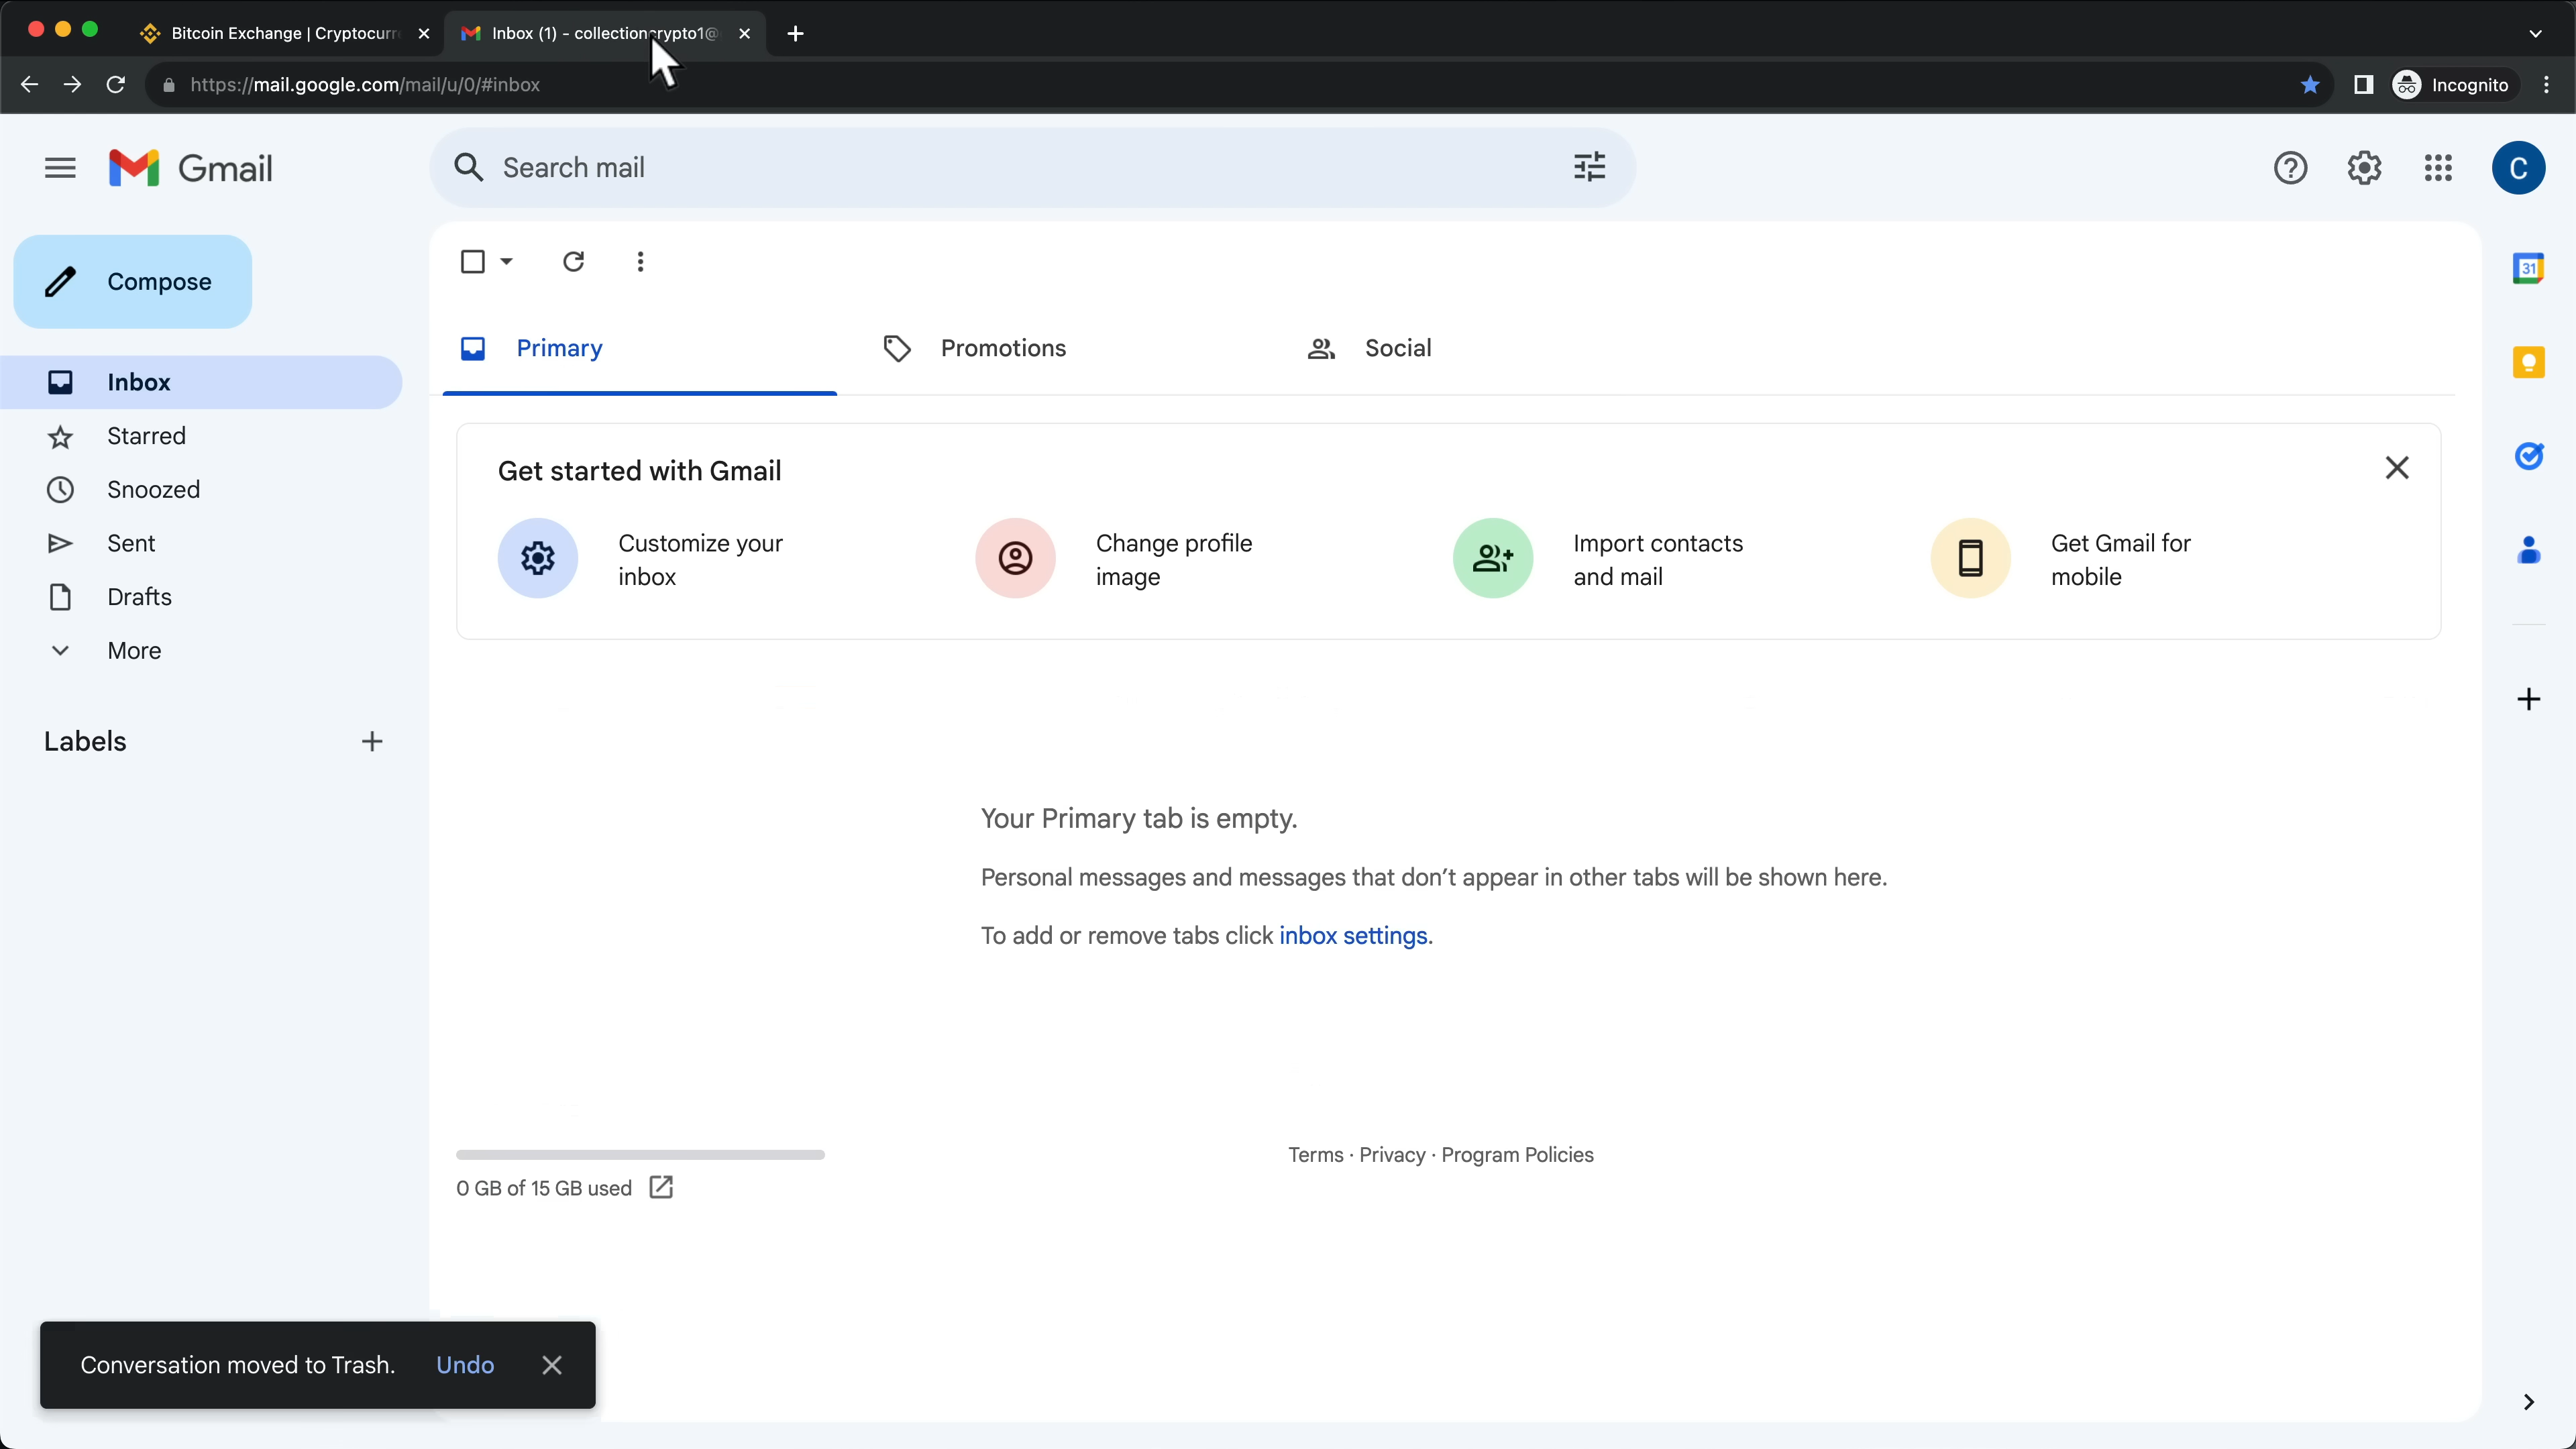 Bitcoin Exchange | Cryptocurr
Inbox (1) - collectioncrypto1@
https://mail.google.com/mail/u/0/#inbox
Incognito
Gmail
Search mail
C
Compose
Inbox
Starred
Snoozed
Sent
Drafts
More
Labels
Primary
Promotions
Social
31
Get started with Gmail
Customize your
inbox
Change profile
image
Import contacts
and mail
Get Gmail for
mobile
Your Primary tab is empty.
Personal messages and messages that don’t appear in other tabs will be shown here.
To add or remove tabs click inbox settings.
Terms · Privacy · Program Policies
0 GB of 15 GB used
Conversation moved to Trash. Undo